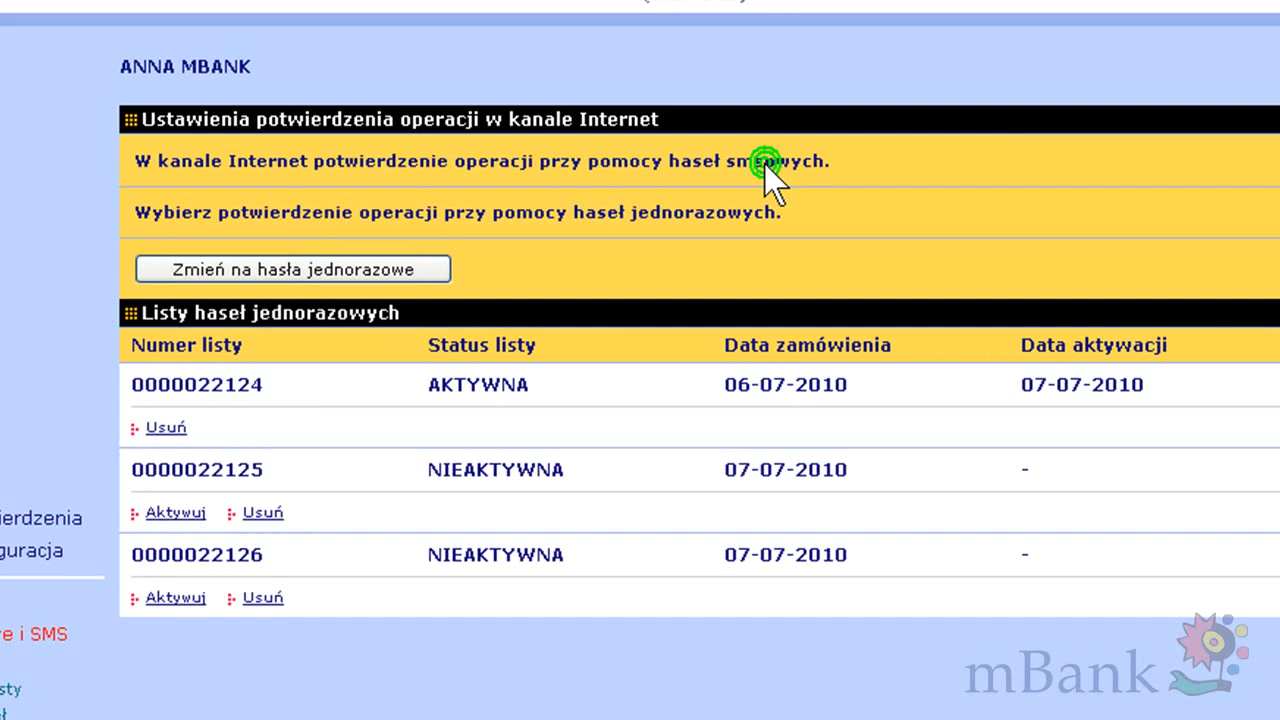 ANNA MBANK
Ustawienia potwierdzenia operacji w kanale Internet
W kanale Internet potwierdzenie operacji przy pomocy haseł smsowych.
Wybierz potwierdzenie operacji przy pomocy haseł jednorazowych.
Zmień na hasła jednorazowe
Listy haseł jednorazowych
Numer listy Status listy Data zamówienia Data aktywacji
0000022124 AKTYWNA 06-07-2010 07-07-2010
Usuń
0000022125 NIEAKTYWNA 07-07-2010 -
Aktywuj Usuń
0000022126 NIEAKTYWNA 07-07-2010 -
Aktywuj Usuń
ierdzenia
guracja
e i SMS
sty
mBank